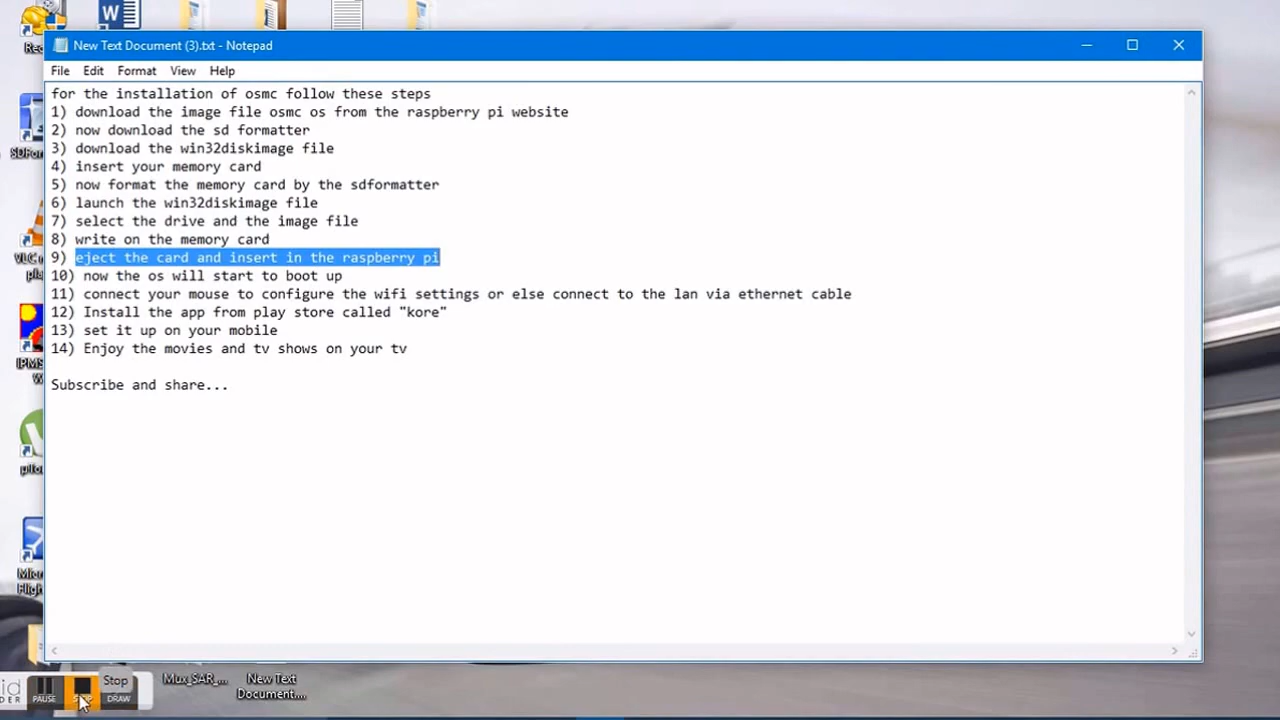 New Text Document (3).txt - Notepad
File Edit Format View Help
for the installation of osmc follow these steps
1) download the image file osmc os from the raspberry pi website
2) now download the sd formatter
3) download the win32diskimage file
4) insert your memory card
5) now format the memory card by the sdformatter
6) launch the win32diskimage file
7) select the drive and the image file
8) write on the memory card
9) eject the card and insert in the raspberry pi
10) now the os will start to boot up
11) connect your mouse to configure the wifi settings or else connect to the lan via ethernet cable
12) Install the app from play store called "kore"
13) set it up on your mobile
14) Enjoy the movies and tv shows on your tv
Subscribe and share...
Stop
PAUSE
DRAW
Mux_SAR_...
New Text
Document....